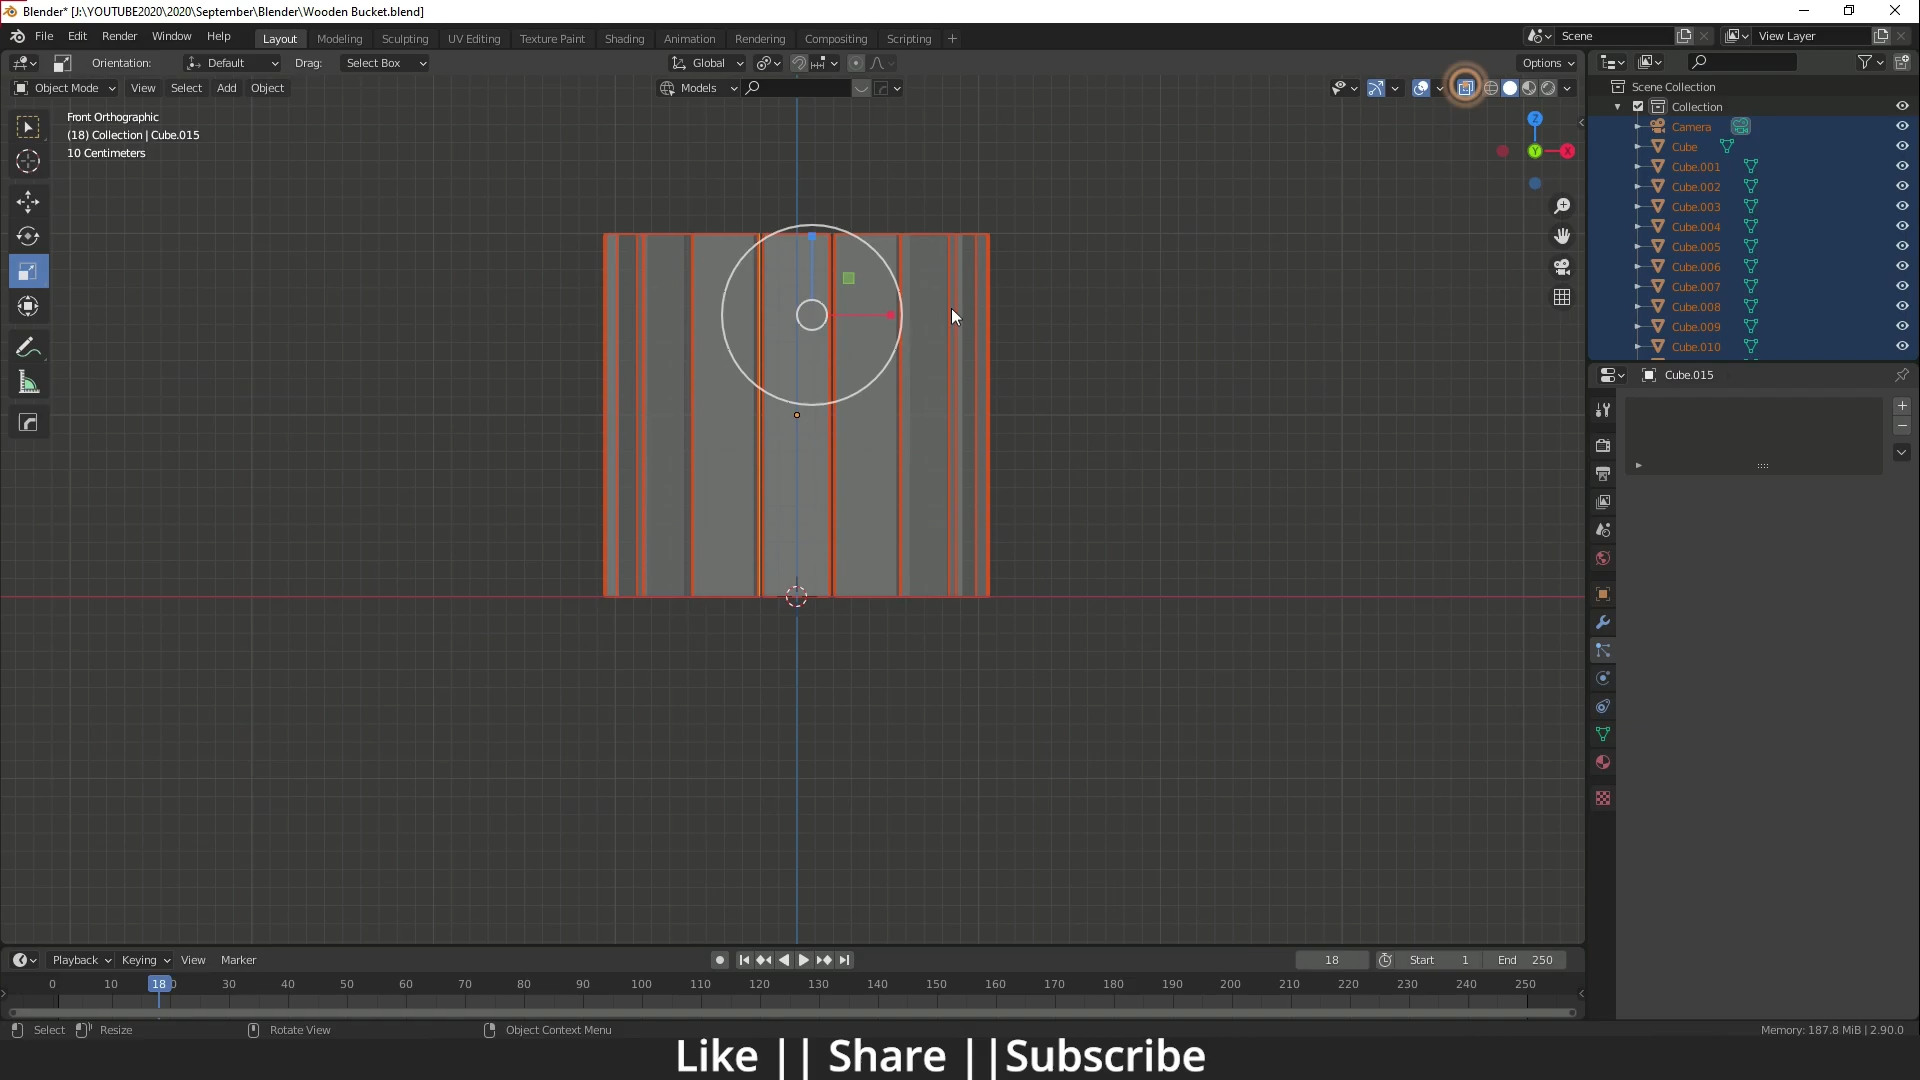 Blender* [J:\YOUTUBE2020\2020\September\Blender\Wooden Bucket.blend]
File Edit Render Window Help Layout Modeling Sculpting UV Editing Texture Paint Shading Animation Rendering Compositing Scripting + Scene View Layer
Orientation: Default Drag: Select Box Global Options
Object Mode View Select Add Object Models
Front Orthographic
(18) Collection | Cube.015
10 Centimeters
Z
Y
X
Scene Collection
Collection
Camera
Cube
Cube.001
Cube.002
Cube.003
Cube.004
Cube.005
Cube.006
Cube.007
Cube.008
Cube.009
Cube.010
Cube.015
Playback Keying View Marker 18 Start 1 End 250
0 10 18 30 40 50 60 70 80 90 100 110 120 130 140 150 160 170 180 190 200 210 220 230 240 250
Select Resize Rotate View Object Context Menu Memory: 187.8 MiB | 2.90.0
Like || Share ||Subscribe